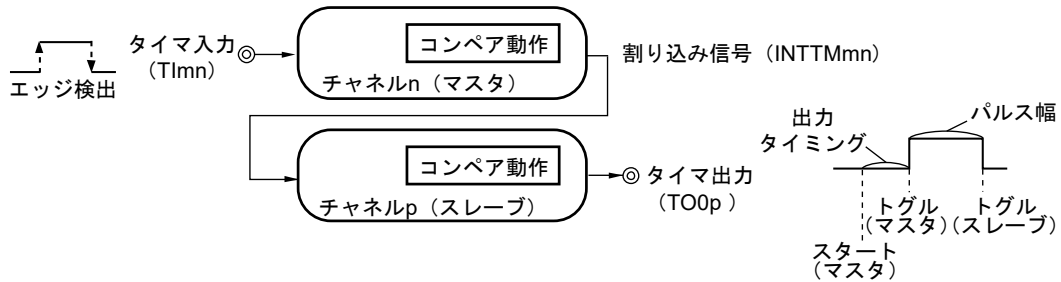 エッジ検出
タイマ入力
(TImn)
コンペア動作
チャネルn（マスタ）
割り込み信号（INTTMmn）
コンペア動作
チャネルp（スレーブ）
タイマ出力
(TO0p )
出力
タイミング
パルス幅
トグル
(マスタ)
トグル
(スレーブ)
スタート
(マスタ)